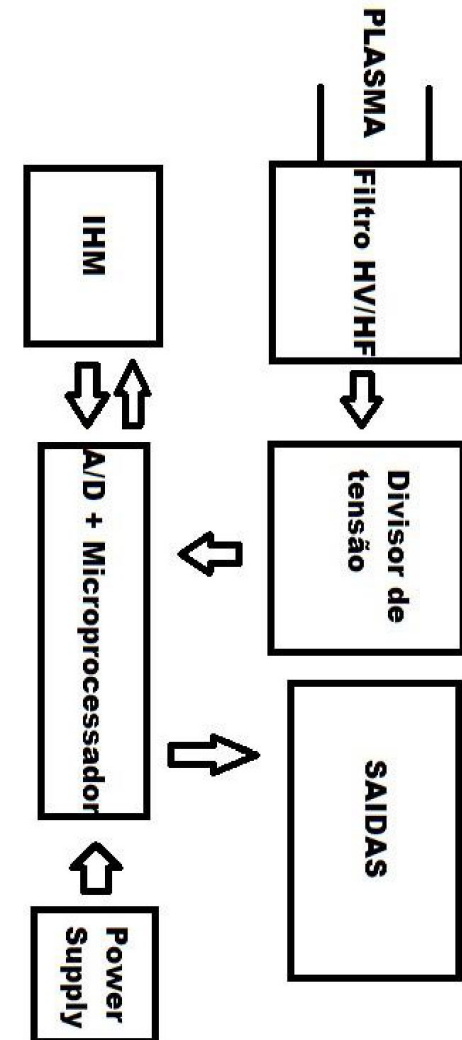 PLASMA
Filtro HV/HF
Divisor de
tensão
SAIDAS
IHM
A/D + Microprocessador
Power
Supply